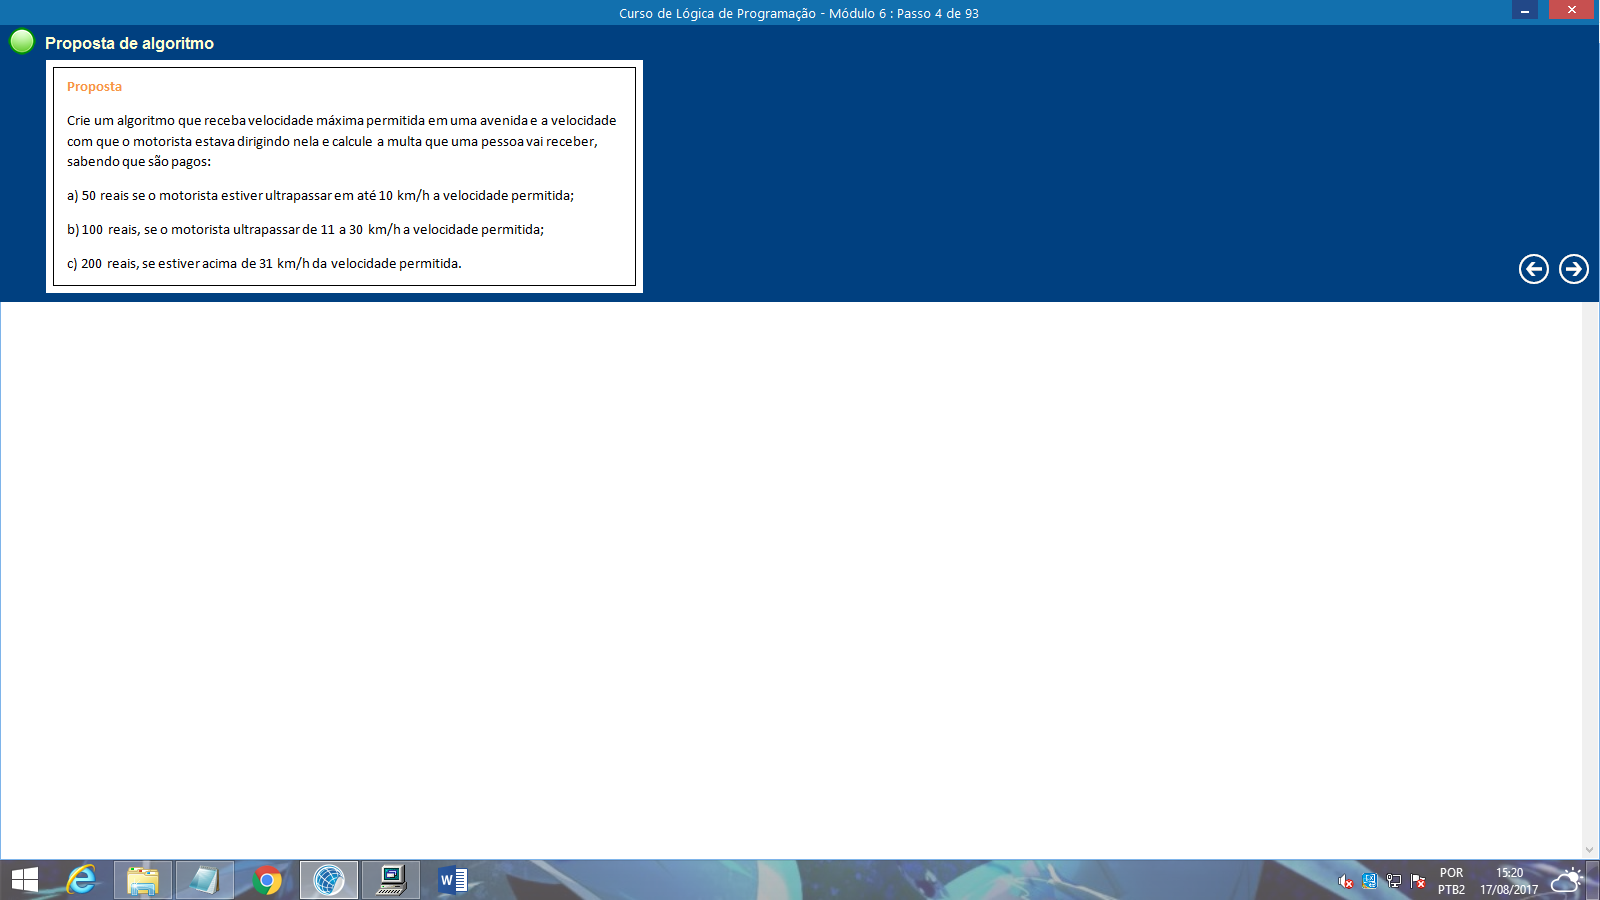 Curso de Lógica de Programação - Módulo 6 : Passo 4 de 93
Proposta de algoritmo
Proposta
Crie um algoritmo que receba velocidade máxima permitida em uma avenida e a velocidade
com que o motorista estava dirigindo nela e calcule a multa que uma pessoa vai receber,
sabendo que são pagos:
a) 50 reais se o motorista estiver ultrapassar em até 10 km/h a velocidade permitida;
b) 100 reais, se o motorista ultrapassar de 11 a 30 km/h a velocidade permitida;
c) 200 reais, se estiver acima de 31 km/h da velocidade permitida.
POR
PTB2
15:20
17/08/2017